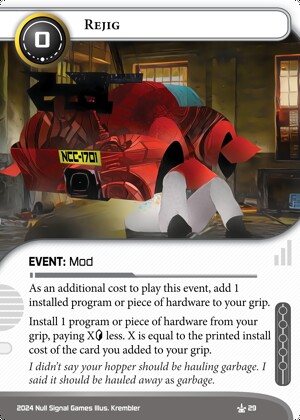 0
Rejig
NCC-1701
EVENT: Mod
As an additional cost to play this event, add 1
installed program or piece of hardware to your grip.
Install 1 program or piece of hardware from your
grip, paying X less. X is equal to the printed install
cost of the card you added to your grip.
I didn't say your hopper should be hauling garbage. I
said it should be hauled away as garbage.
2024 Null Signal Games Illus. Krembler
29